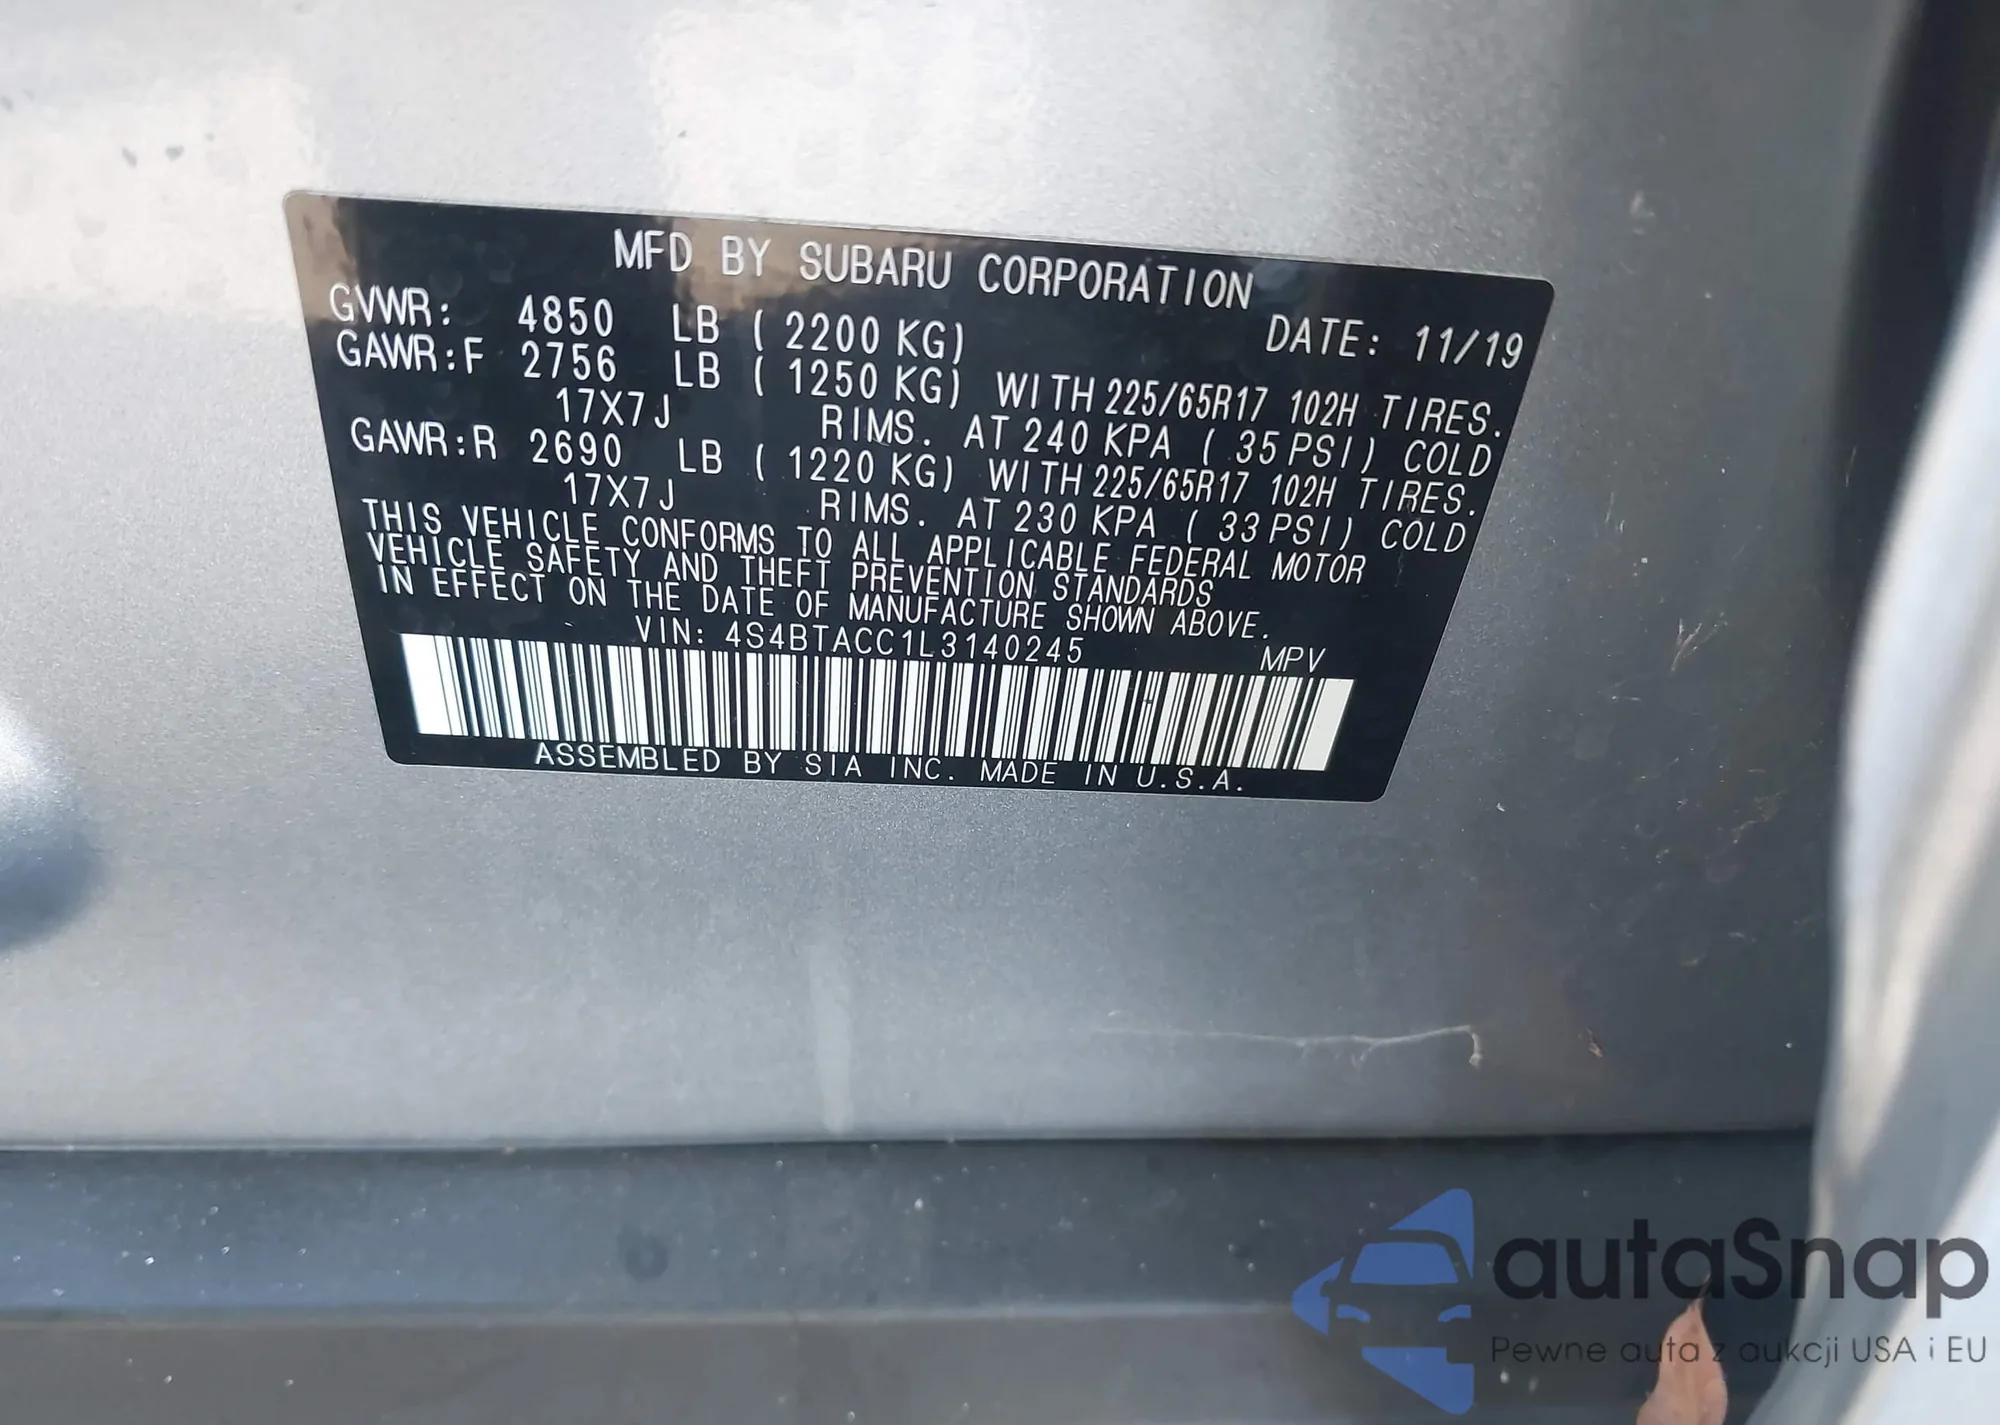 MFD BY SUBARU CORPORATION
GVWR: 4850 LB ( 2200 KG) DATE: 11/19
GAWR:F 2756 LB ( 1250 KG) WITH 225/65R17 102H TIRES.
17X7J RIMS. AT 240 KPA ( 35 PSI) COLD
GAWR:R 2690 LB ( 1220 KG) WITH 225/65R17 102H TIRES.
17X7J RIMS. AT 230 KPA ( 33 PSI) COLD
THIS VEHICLE CONFORMS TO ALL APPLICABLE FEDERAL MOTOR
VEHICLE SAFETY AND THEFT PREVENTION STANDARDS
IN EFFECT ON THE DATE OF MANUFACTURE SHOWN ABOVE.
VIN: 4S4BTACC1L3140245 MPV
ASSEMBLED BY SIA INC. MADE IN U.S.A.
autaSnap
Pewne auta z aukcji USA i EU